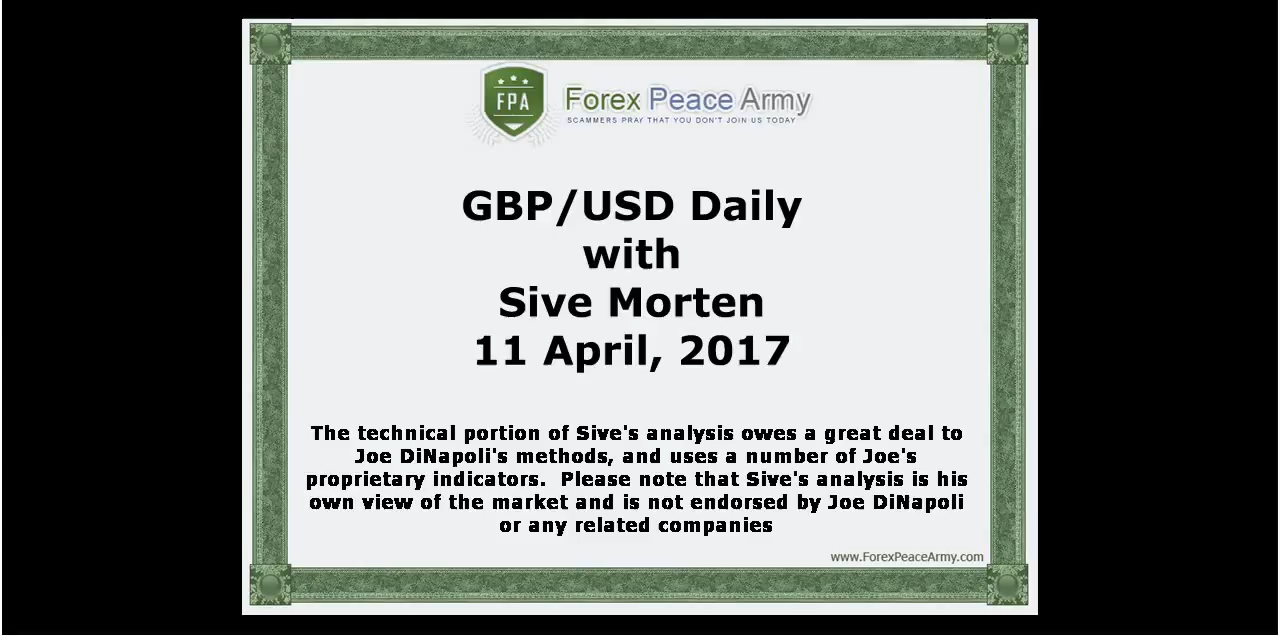 FPA
Forex Peace Army
SCAMMERS PRAY THAT YOU DON'T JOIN US TODAY
GBP/USD Daily
with
Sive Morten
11 April, 2017
The technical portion of Sive's analysis owes a great deal to
Joe DiNapoli's methods, and uses a number of Joe's
proprietary indicators.  Please note that Sive's analysis is his
own view of the market and is not endorsed by Joe DiNapoli
or any related companies
www.ForexPeaceArmy.com